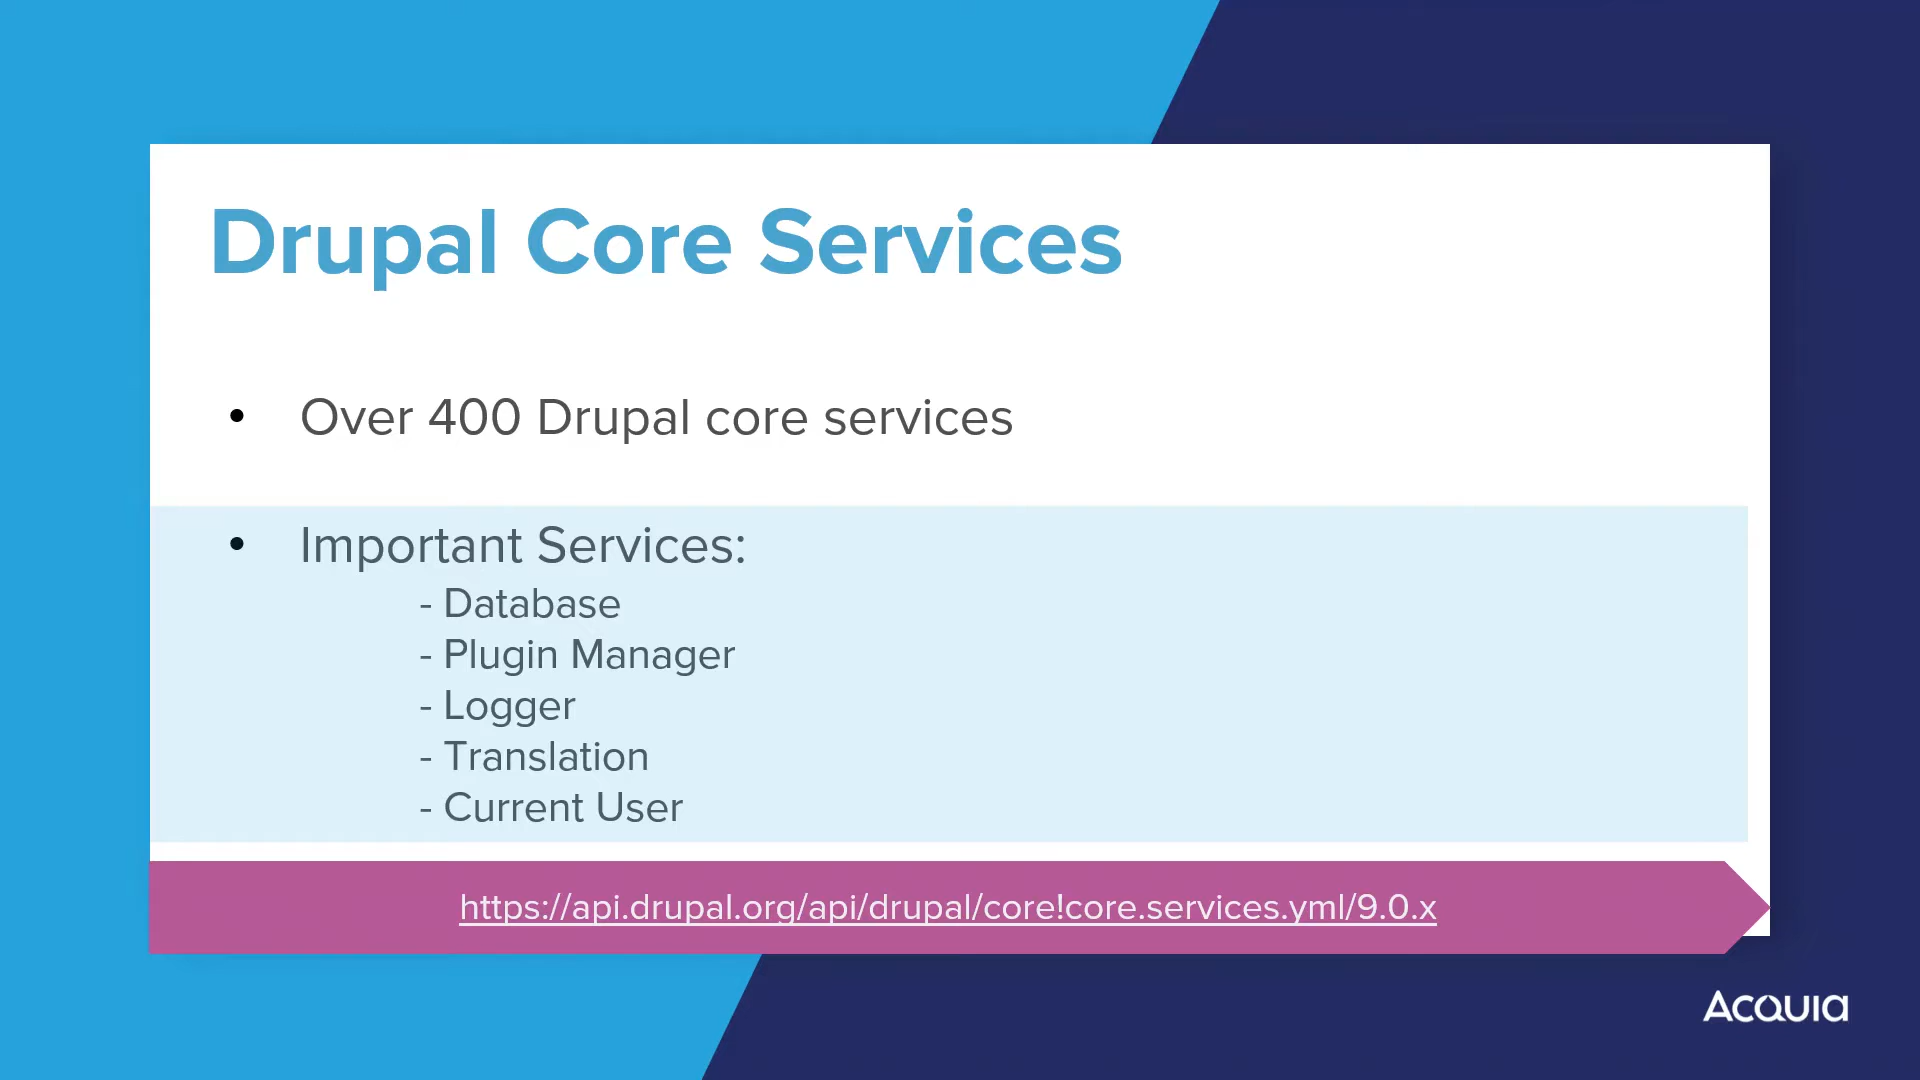 Drupal Core Services
• Over 400 Drupal core services
• Important Services:
- Database
- Plugin Manager
- Logger
- Translation
- Current User
https://api.drupal.org/api/drupal/core!core.services.yml/9.0.x
Acquia